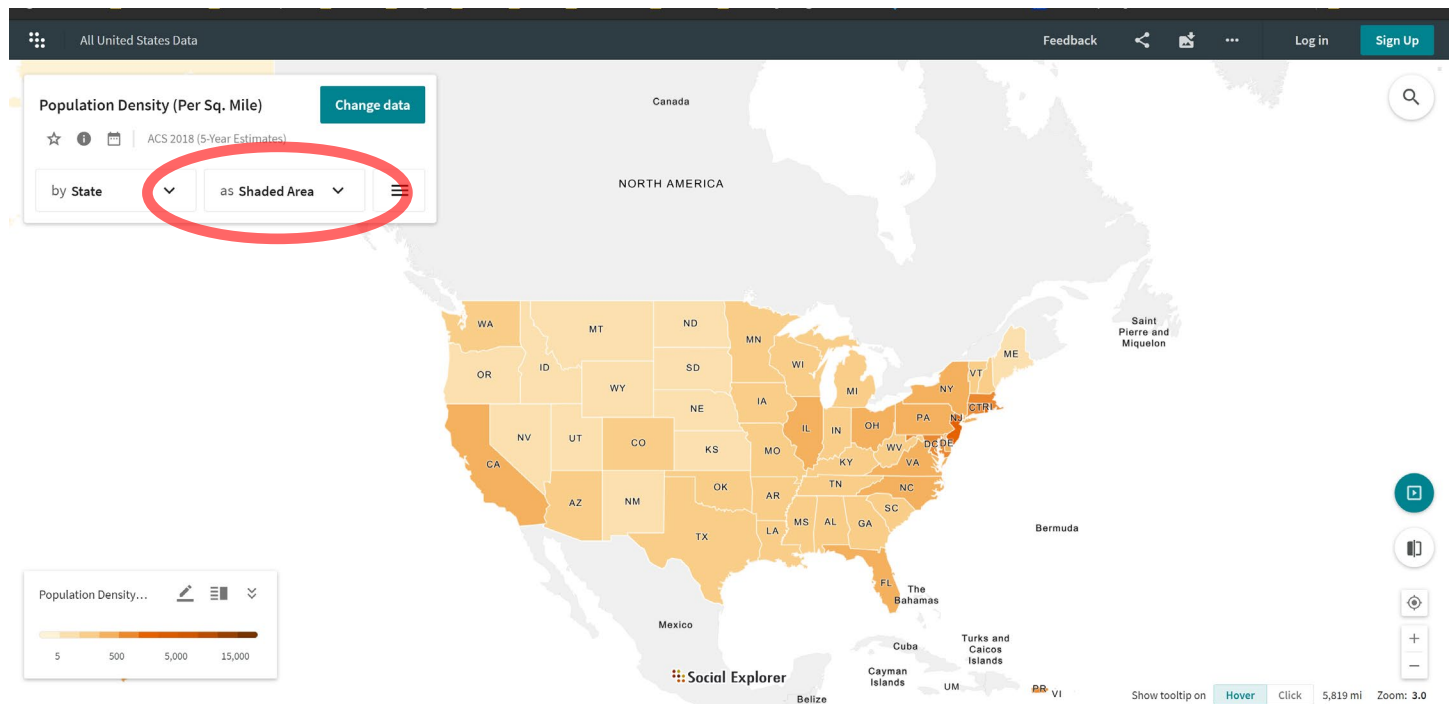 All United States Data
Feedback
Log in
Sign Up
Population Density (Per Sq. Mile)
Change data
ACS 2018 (5-Year Estimates)
by State
as Shaded Area
Canada
NORTH AMERICA
Saint
Pierre and
Miquelon
WA
MT
ND
MN
ME
OR
ID
WY
SD
WI
MI
VT
NY
NE
IA
CT
RI
NV
UT
CO
KS
MO
IL
IN
OH
PA
NJ
WV
DC
DE
CA
KY
VA
AZ
NM
OK
AR
TN
NC
SC
TX
LA
MS
AL
GA
Bermuda
FL
The
Bahamas
Mexico
Cuba
Turks and
Caicos
Islands
Cayman
Islands
UM
PR
VI
Belize
Population Density...
5 500 5,000 15,000
Social Explorer
Show tooltip on Hover Click 5,819 mi Zoom: 3.0